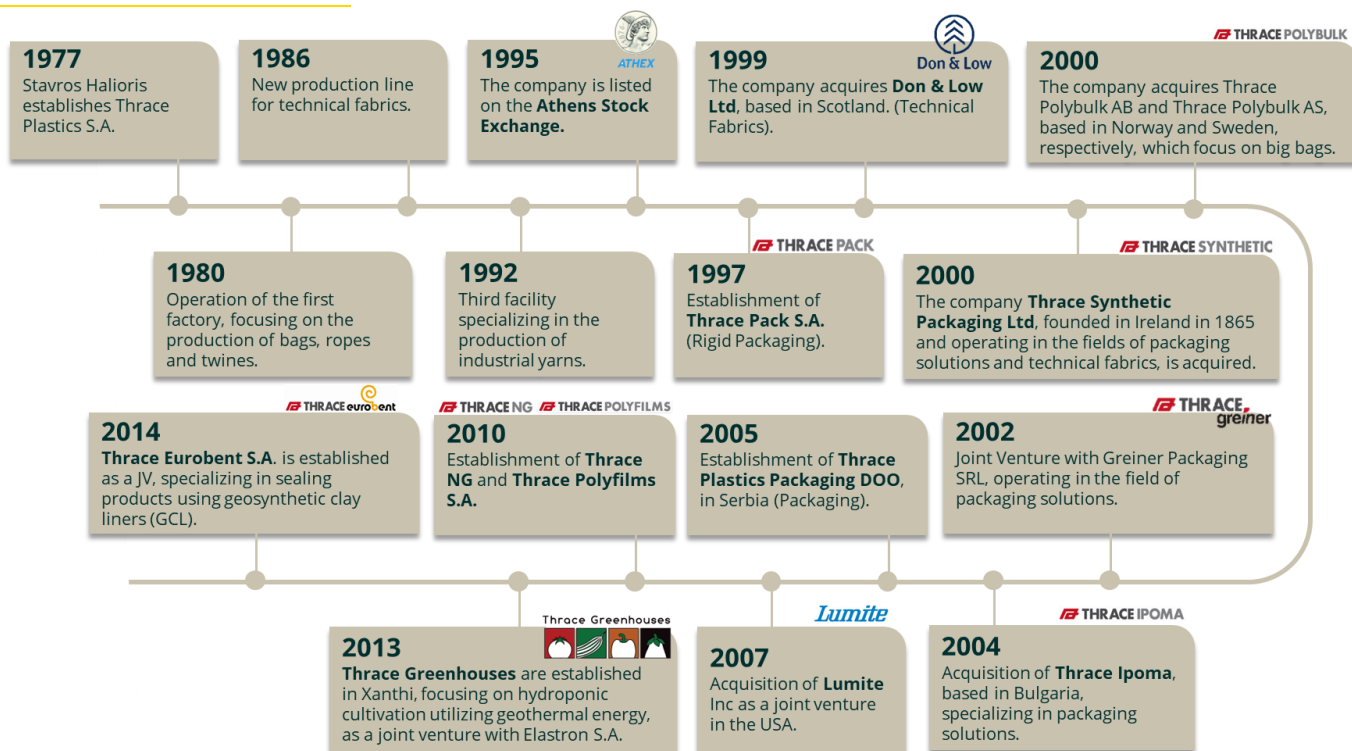 1977
Stavros Halioris
establishes Thrace
Plastics S.A.
1986
New production line
for technical fabrics.
ATHEX
1995
The company is listed
on the Athens Stock
Exchange.
Don & Low
1999
The company acquires Don & Low
Ltd, based in Scotland. (Technical
Fabrics).
THRACE POLYBULK
2000
The company acquires Thrace
Polybulk AB and Thrace Polybulk AS,
based in Norway and Sweden,
respectively, which focus on big bags.
1980
Operation of the first
factory, focusing on the
production of bags, ropes
and twines.
1992
Third facility
specializing in the
production of
industrial yarns.
THRACE PACK
1997
Establishment of
Thrace Pack S.A.
(Rigid Packaging).
THRACE SYNTHETIC
2000
The company Thrace Synthetic
Packaging Ltd, founded in Ireland in 1865
and operating in the fields of packaging
solutions and technical fabrics, is acquired.
THRACE eurobent
2014
Thrace Eurobent S.A. is established
as a JV, specializing in sealing
products using geosynthetic clay
liners (GCL).
THRACE NG THRACE POLYFILMS
2010
Establishment of Thrace
NG and Thrace Polyfilms
S.A.
2005
Establishment of Thrace
Plastics Packaging DOO,
in Serbia (Packaging).
THRACE
greiner
2002
Joint Venture with Greiner Packaging
SRL, operating in the field of
packaging solutions.
Thrace Greenhouses
2013
Thrace Greenhouses are established
in Xanthi, focusing on hydroponic
cultivation utilizing geothermal energy,
as a joint venture with Elastron S.A.
Lumite
2007
Acquisition of Lumite
Inc as a joint venture
in the USA.
THRACE IPOMA
2004
Acquisition of Thrace Ipoma,
based in Bulgaria,
specializing in packaging
solutions.